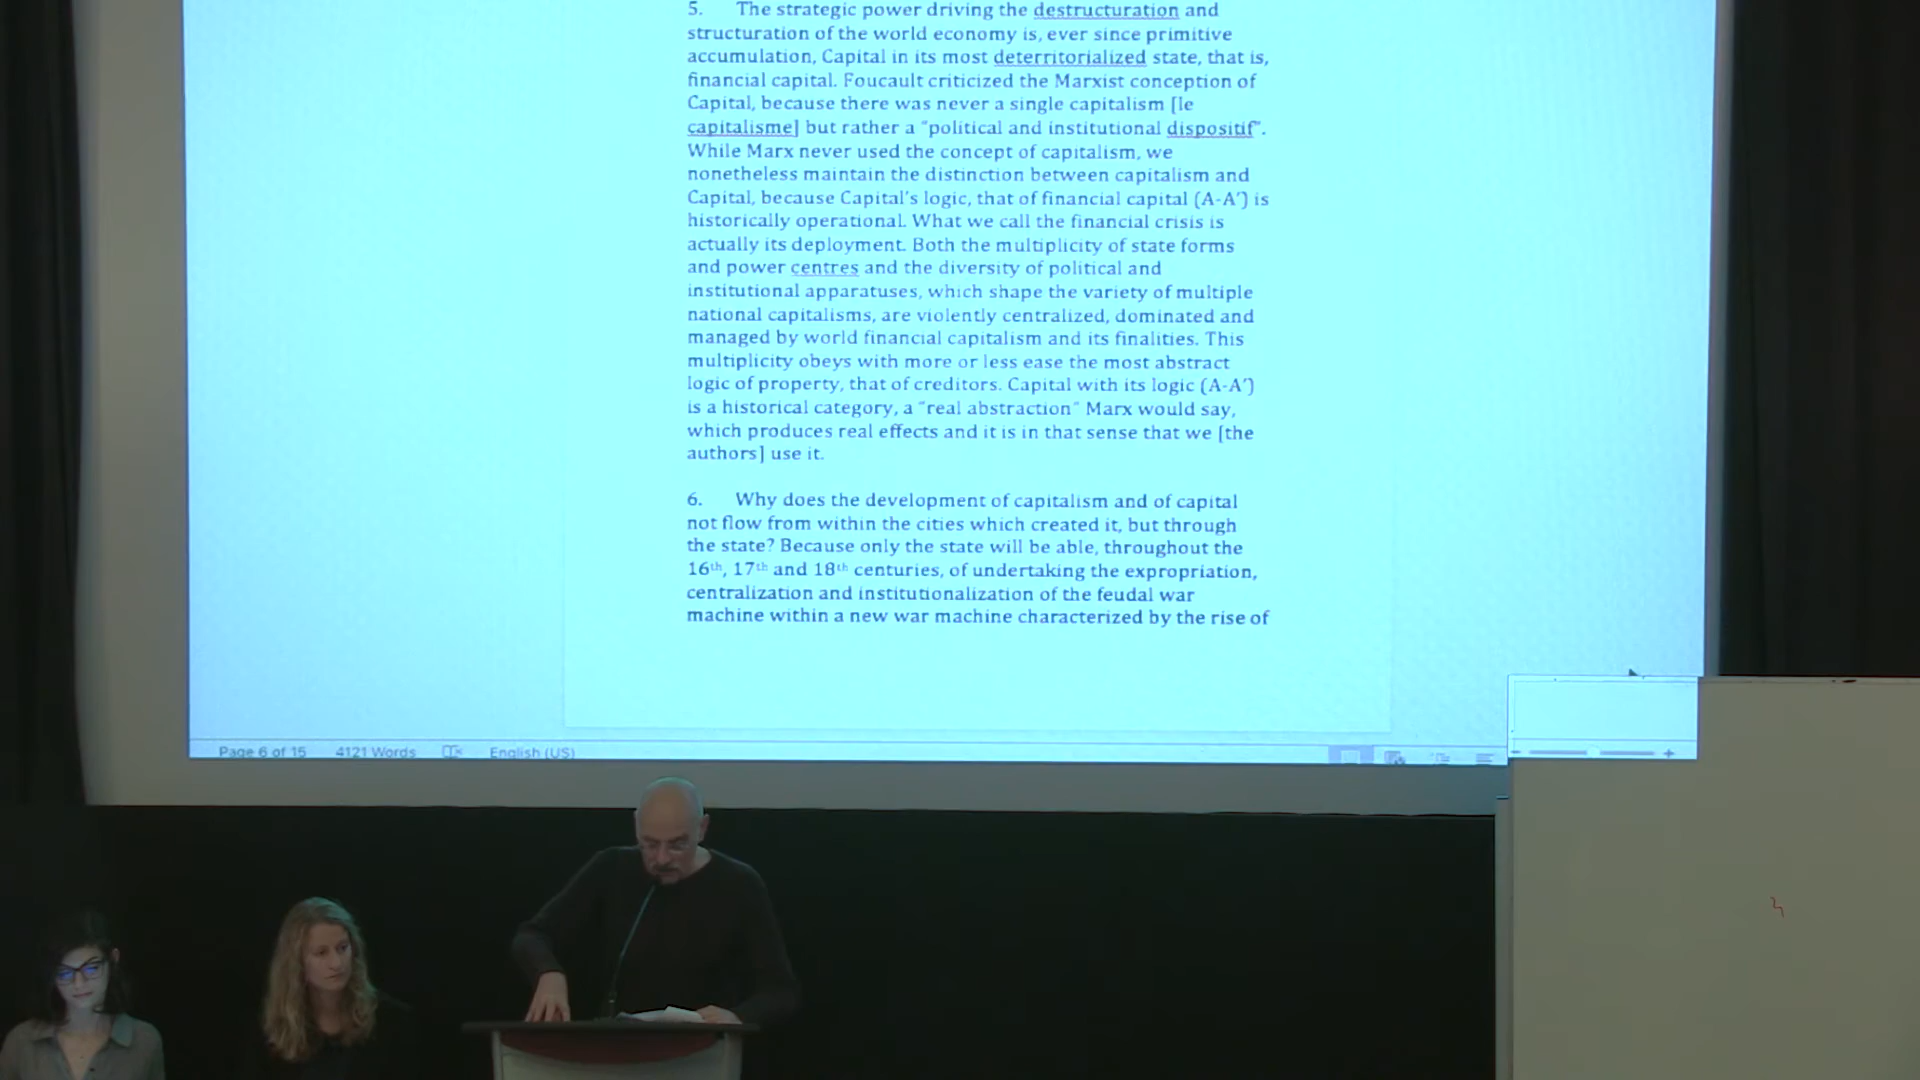 5. The strategic power driving the destructuration and
structuration of the world economy is, ever since primitive
accumulation, Capital in its most deterritorialized state, that is,
financial capital. Foucault criticized the Marxist conception of
Capital, because there was never a single capitalism [le
capitalisme] but rather a "political and institutional dispositif".
While Marx never used the concept of capitalism, we
nonetheless maintain the distinction between capitalism and
Capital, because Capital's logic, that of financial capital (A-A') is
historically operational. What we call the financial crisis is
actually its deployment. Both the multiplicity of state forms
and power centres and the diversity of political and
institutional apparatuses, which shape the variety of multiple
national capitalisms, are violently centralized, dominated and
managed by world financial capitalism and its finalities. This
multiplicity obeys with more or less ease the most abstract
logic of property, that of creditors. Capital with its logic (A-A')
is a historical category, a "real abstraction" Marx would say,
which produces real effects and it is in that sense that we [the
authors] use it.
6. Why does the development of capitalism and of capital
not flow from within the cities which created it, but through
the state? Because only the state will be able, throughout the
16th, 17th and 18th centuries, of undertaking the expropriation,
centralization and institutionalization of the feudal war
machine within a new war machine characterized by the rise of
Page 6 of 15 4121 Words English (US)